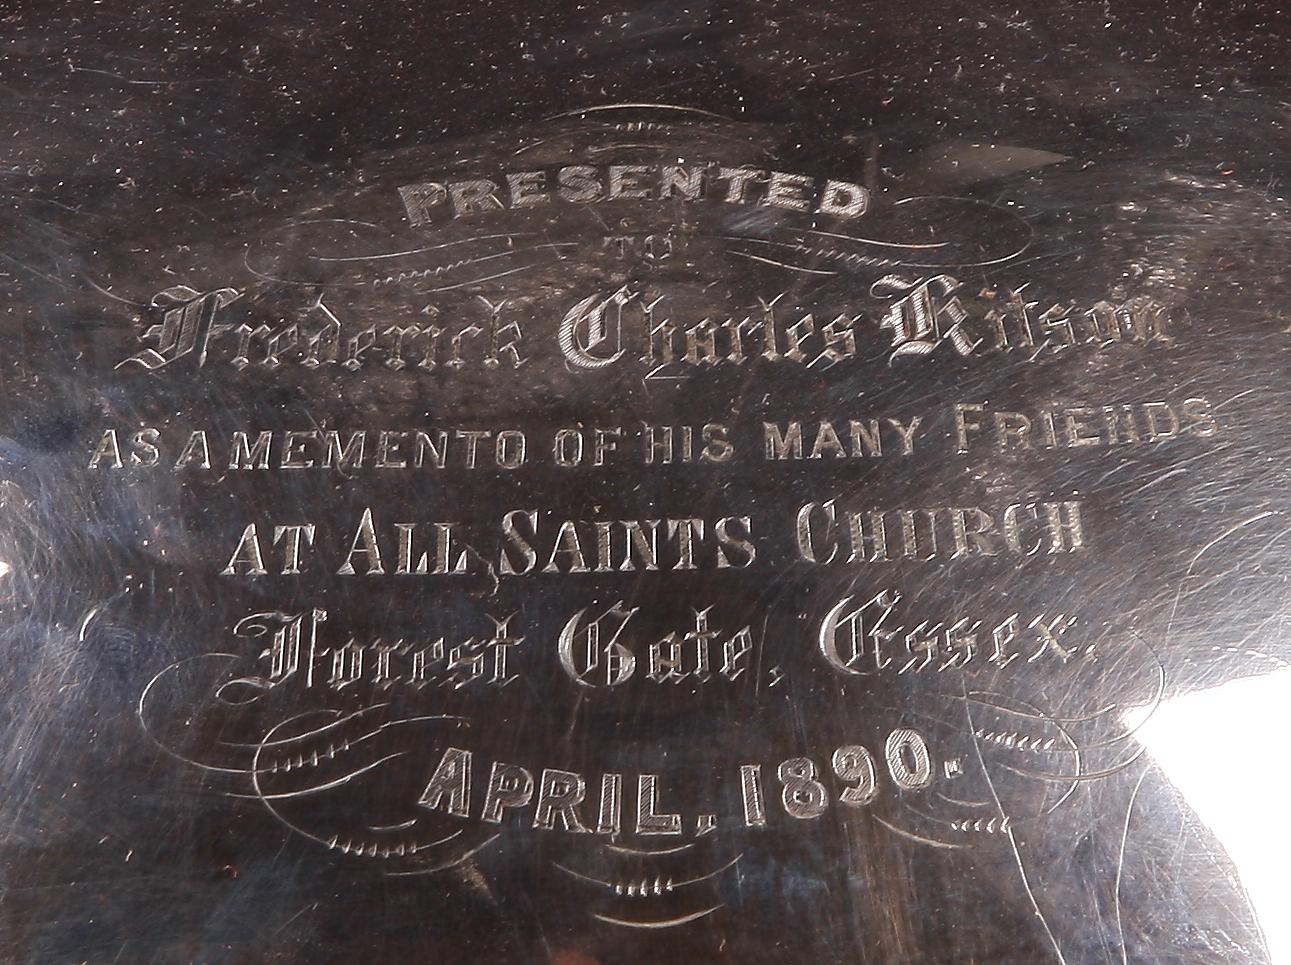 PRESENTED
TO
Frederick Charles Ritson
AS A MEMENTO OF HIS MANY FRIENDS
AT ALL SAINTS CHURCH
Forest Gate, Essex.
APRIL, 1890.